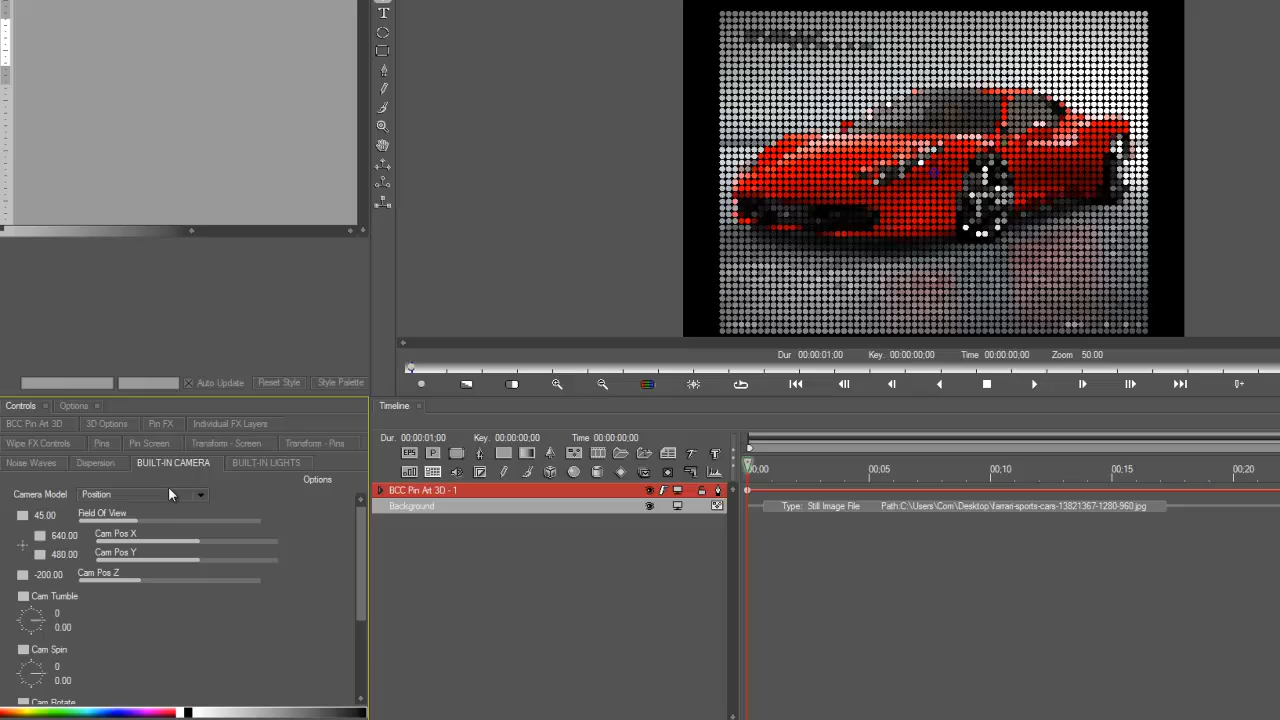 T
Dur 00:00:01;00 Key. 00:00:00;00 Time 00:00:00;00 Zoom 50.00
Auto Update Reset Style Style Palette
Controls Options
BCC Pin Art 3D 3D Options Pin FX Individual FX Layers
Wipe FX Controls Pins Pin Screen Transform - Screen Transform - Pins
Noise Waves Dispersion BUILT-IN CAMERA BUILT-IN LIGHTS
Options
Camera Model Position
45.00 Field Of View
640.00 Cam Pos X
480.00 Cam Pos Y
-200.00 Cam Pos Z
Cam Tumble
0
0.00
Cam Spin
0
0.00
Cam Rotate
Timeline
Dur. 00:00:01;00 Key. 00:00:00;00 Time 00:00:00;00
EPS P
00:00 00:05 00:10 00:15 00:20
BCC Pin Art 3D - 1
Background
Type: Still Image File Path:C:\Users\Com\Desktop\farrari-sports-cars-13821367-1280-960.jpg